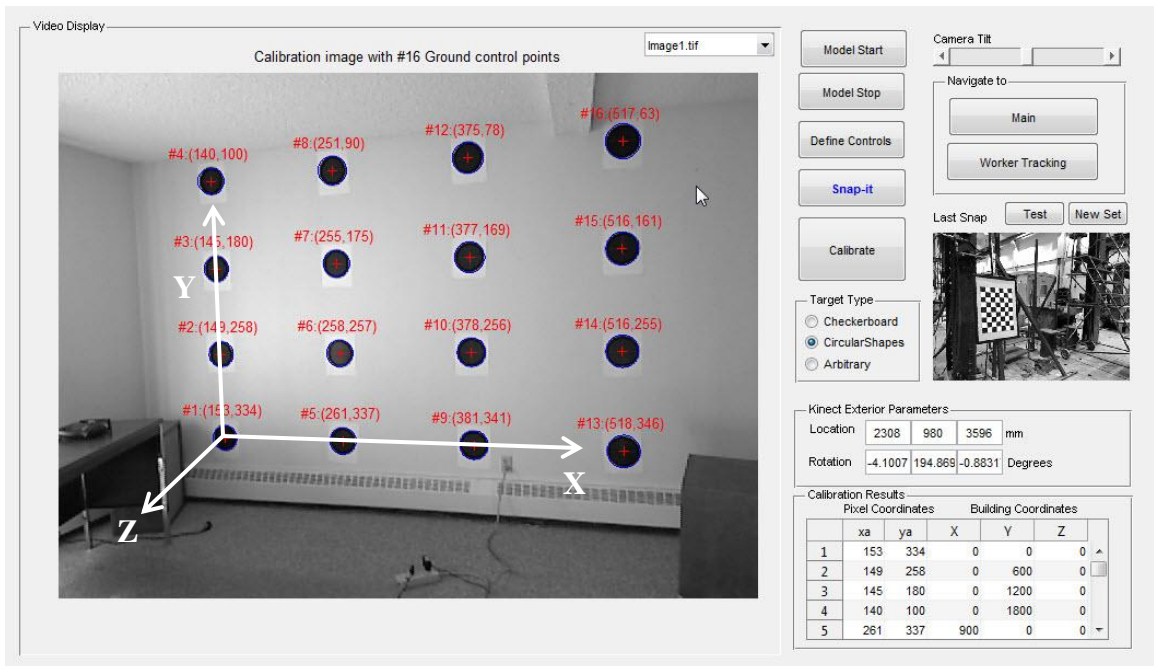 Video Display
Image1.tif
Calibration image with #16 Ground control points
#16:(517,63)
#12:(375,78)
#8:(251,90)
#4:(140,100)
#15:(516,161)
#11:(377,169)
#7:(255,175)
#3:(145,180)
Y
#14:(516,255)
#10:(378,256)
#6:(258,257)
#2:(149,258)
#1:(153,334)
#5:(261,337)
#9:(381,341)
#13:(518,346)
X
Z
Model Start
Model Stop
Define Controls
Snap-it
Calibrate
Target Type
Checkerboard
CircularShapes
Arbitrary
Camera Tilt
Navigate to
Main
Worker Tracking
Last Snap Test New Set
Kinect Exterior Parameters
Location 2308 980 3596 mm
Rotation -4.1007 194.869 -0.8831 Degrees
Calibration Results
Pixel Coordinates Building Coordinates
xa ya X Y Z
1 153 334 0 0 0
2 149 258 0 600 0
3 145 180 0 1200 0
4 140 100 0 1800 0
5 261 337 900 0 0